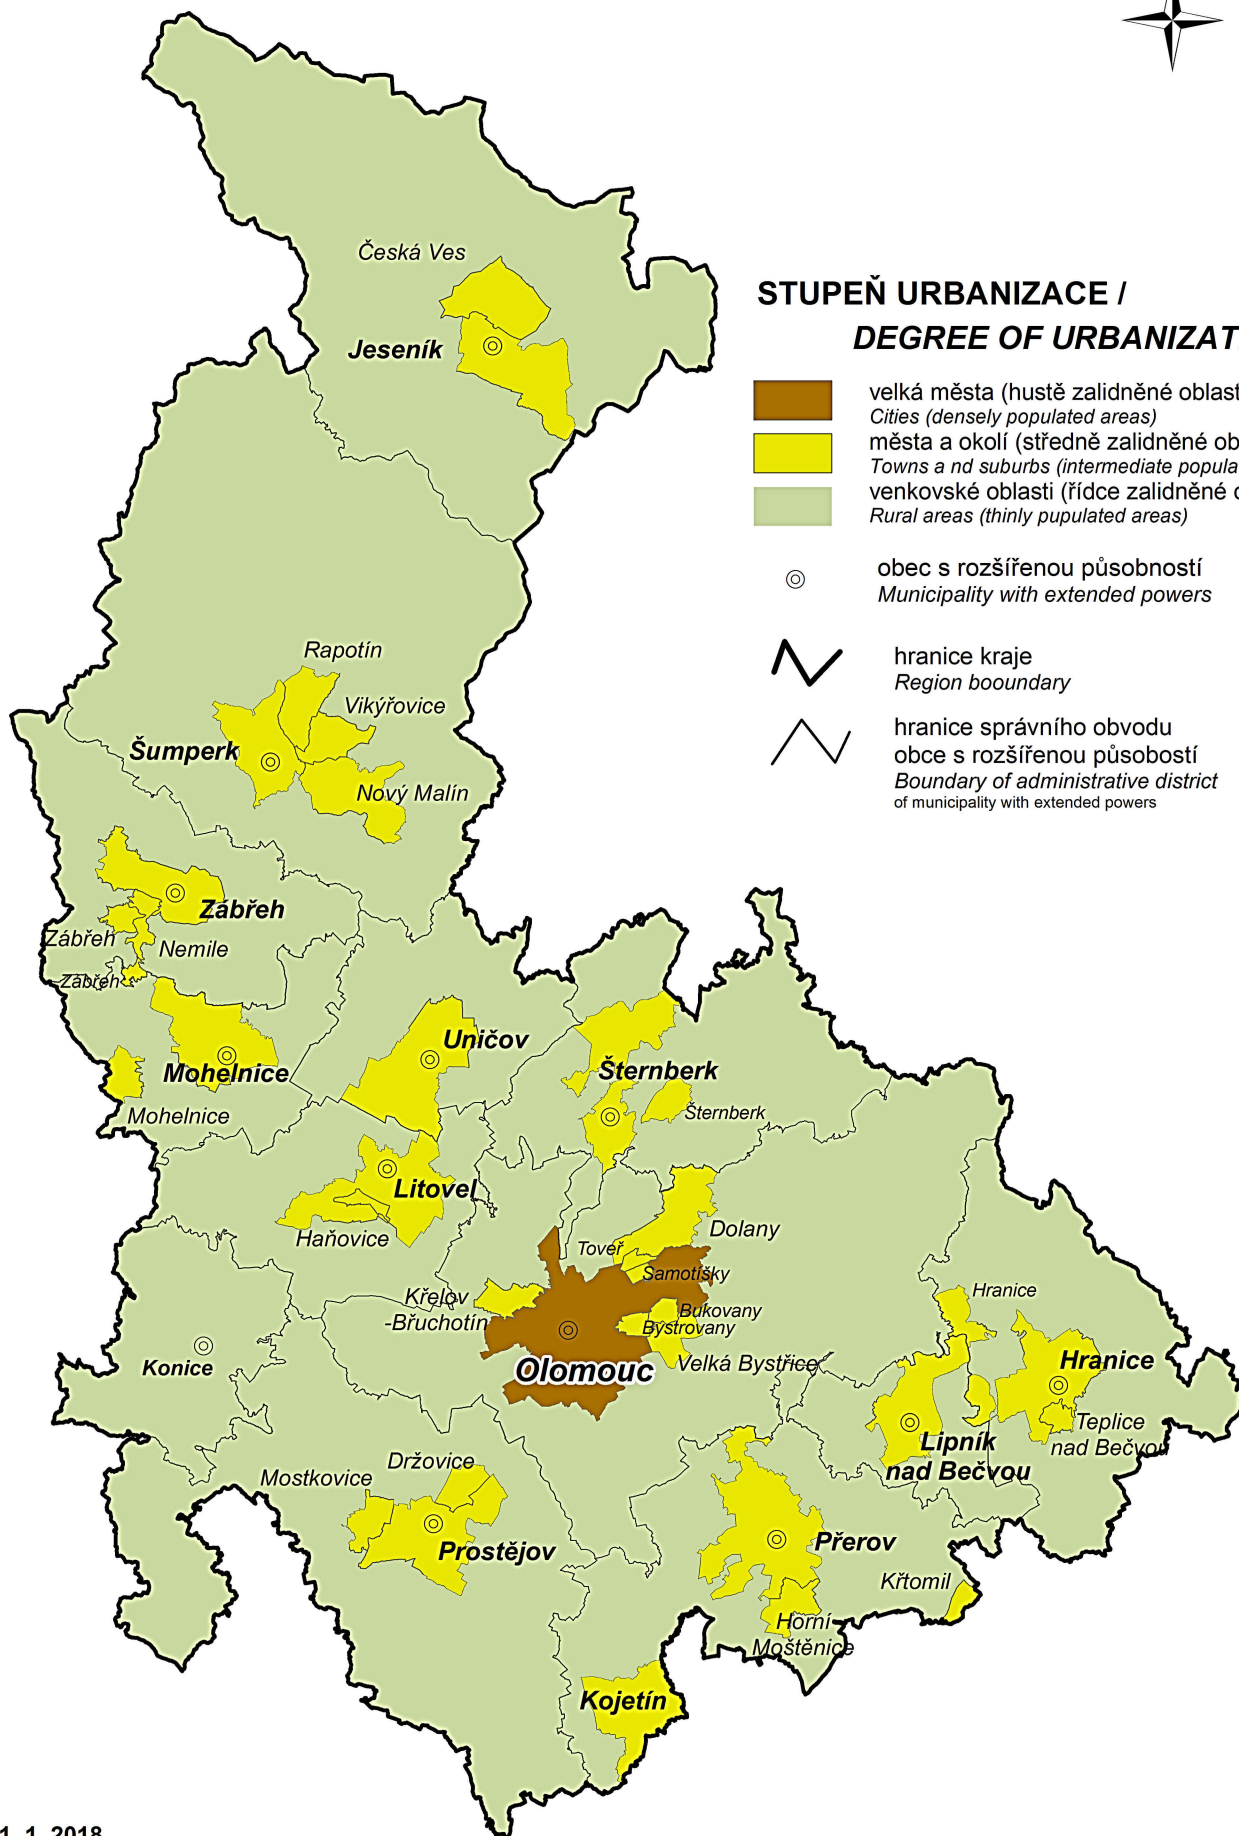 Česká Ves
Jeseník
STUPEŇ URBANIZACE /
DEGREE OF URBANIZAT
velká města (hustě zalidněné oblast
Cities (densely populated areas)
města a okolí (středně zalidněné ob
Towns a nd suburbs (intermediate popula
venkovské oblasti (řídce zalidněné
Rural areas (thinly pupulated areas)
obec s rozšířenou působností
Municipality with extended powers
hranice kraje
Region booundary
hranice správního obvodu
obce s rozšířenou působostí
Boundary of administrative district
of municipality with extended powers
Rapotín
Vikýřovice
Šumperk
Nový Malín
Zábřeh
Zábřeh
Nemile
Zábřeh
Uničov
Mohelnice
Šternberk
Mohelnice
Šternberk
Litovel
Haňovice
Dolany
Toveř
Samotíšky
Křelov
-Břuchotín
Bukovany
Bystrovany
Hranice
Konice
Olomouc
Velká Bystřice
Hranice
Teplice
nad Bečvou
Lipník
nad Bečvou
Držovice
Mostkovice
Prostějov
Přerov
Křtomil
Horní
Moštěnice
Kojetín
1. 1. 2018